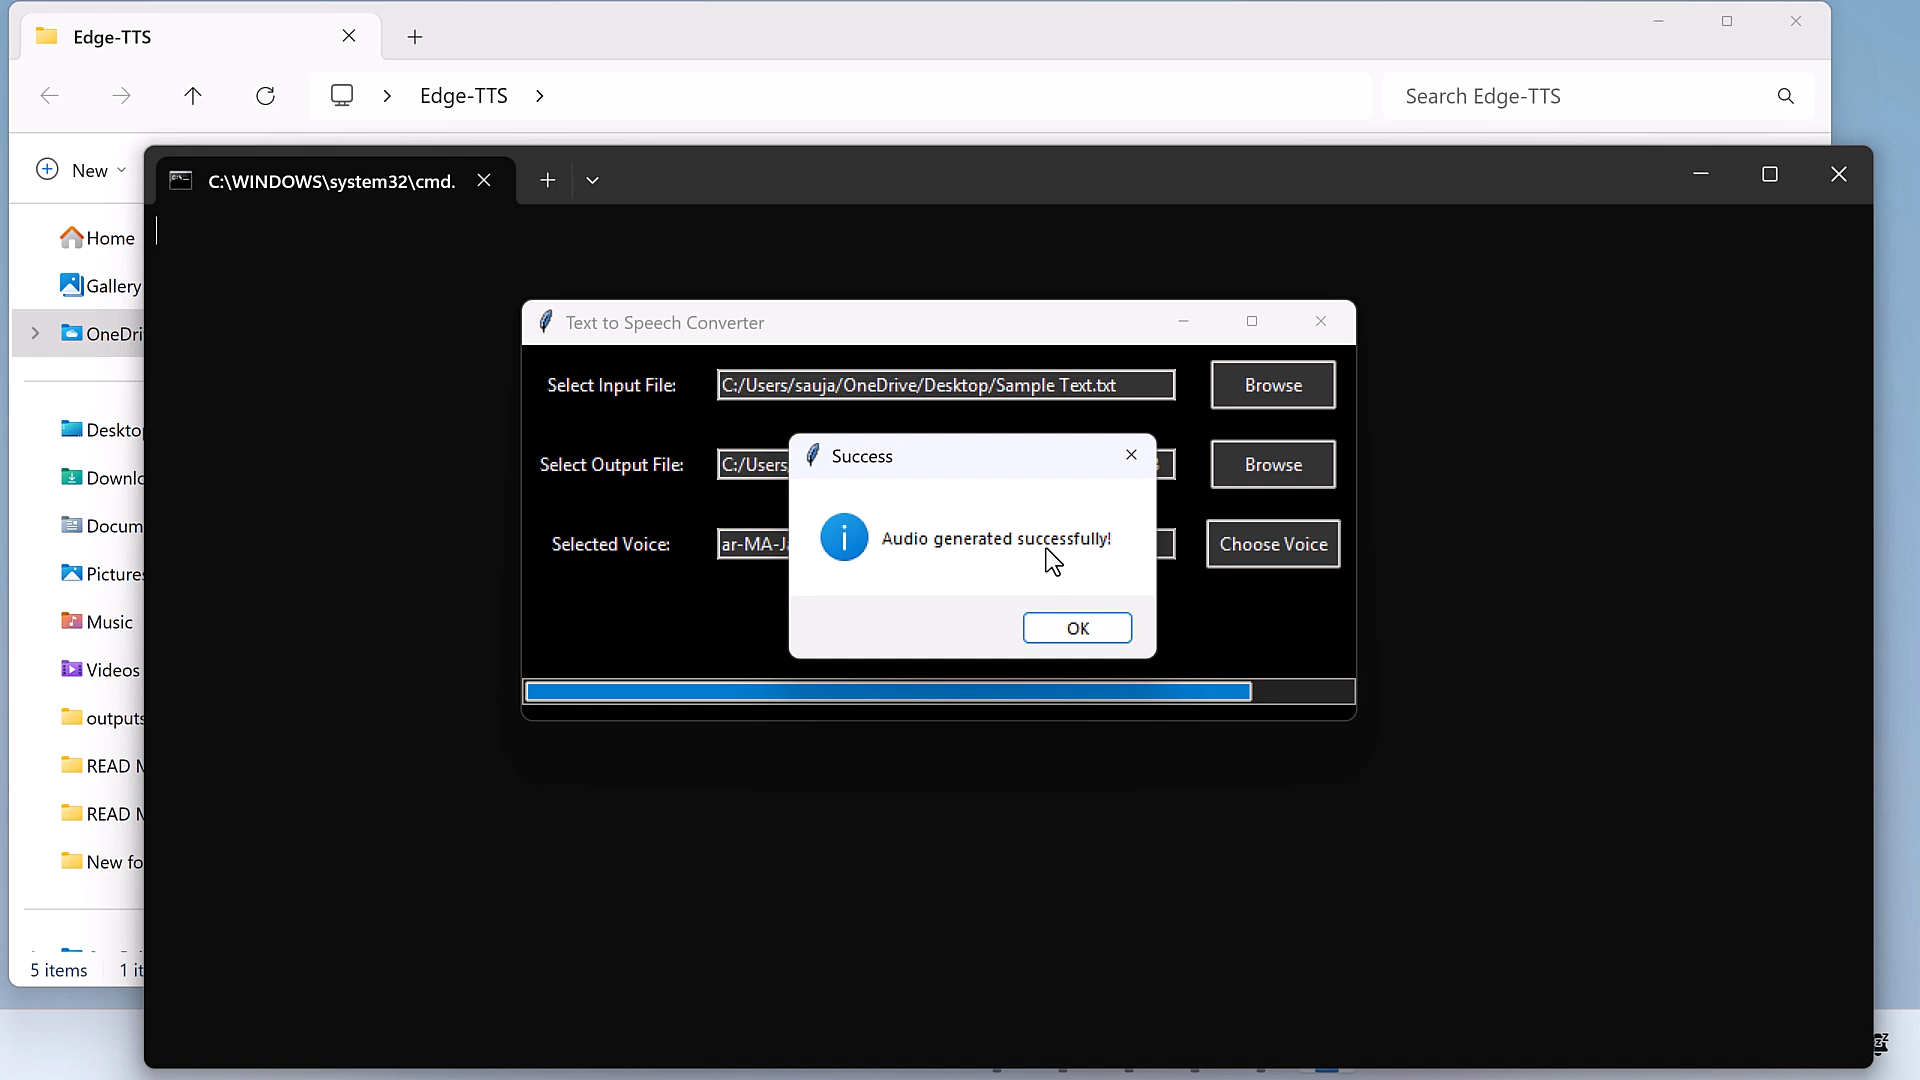 Edge-TTS
Edge-TTS
Search Edge-TTS
New
C:\WINDOWS\system32\cmd.
Home
Gallery
Music
Videos
Text to Speech Converter
Select Input File:
C:/Users/sauja/OneDrive/Desktop/Sample Text.txt
Browse
Select Output File:
C:/Users
Browse
Selected Voice:
ar-MA-J
Choose Voice
Success
Audio generated successfully!
OK
OneDri
Deskto
Downlo
Docum
Pictures
outputs
READ M
READ M
New fo
5 items
1 it